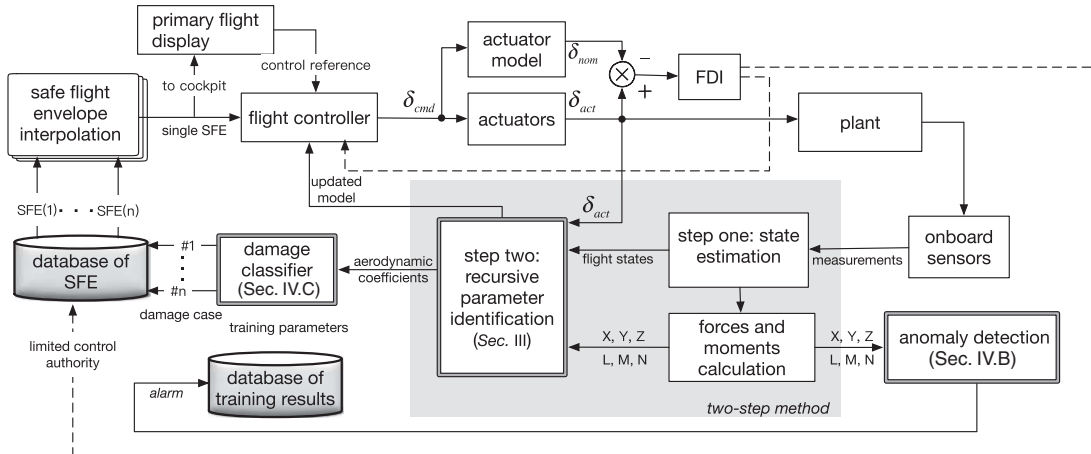 primary flight
display
control reference
to cockpit
safe flight
envelope
interpolation
single SFE
flight controller
δcmd
actuator
model
δnom
−
+
FDI
actuators
δact
plant
updated
model
δact
SFE(1)
SFE(n)
database of
SFE
#1
#n
damage case
damage
classifier
(Sec. IV.C)
training parameters
aerodynamic
coefficients
step two:
recursive
parameter
identification
(Sec. III)
flight states
step one: state
estimation
measurements
onboard
sensors
X, Y, Z
L, M, N
forces and
moments
calculation
X, Y, Z
L, M, N
anomaly detection
(Sec. IV.B)
two-step method
limited control
authority
alarm
database of
training results